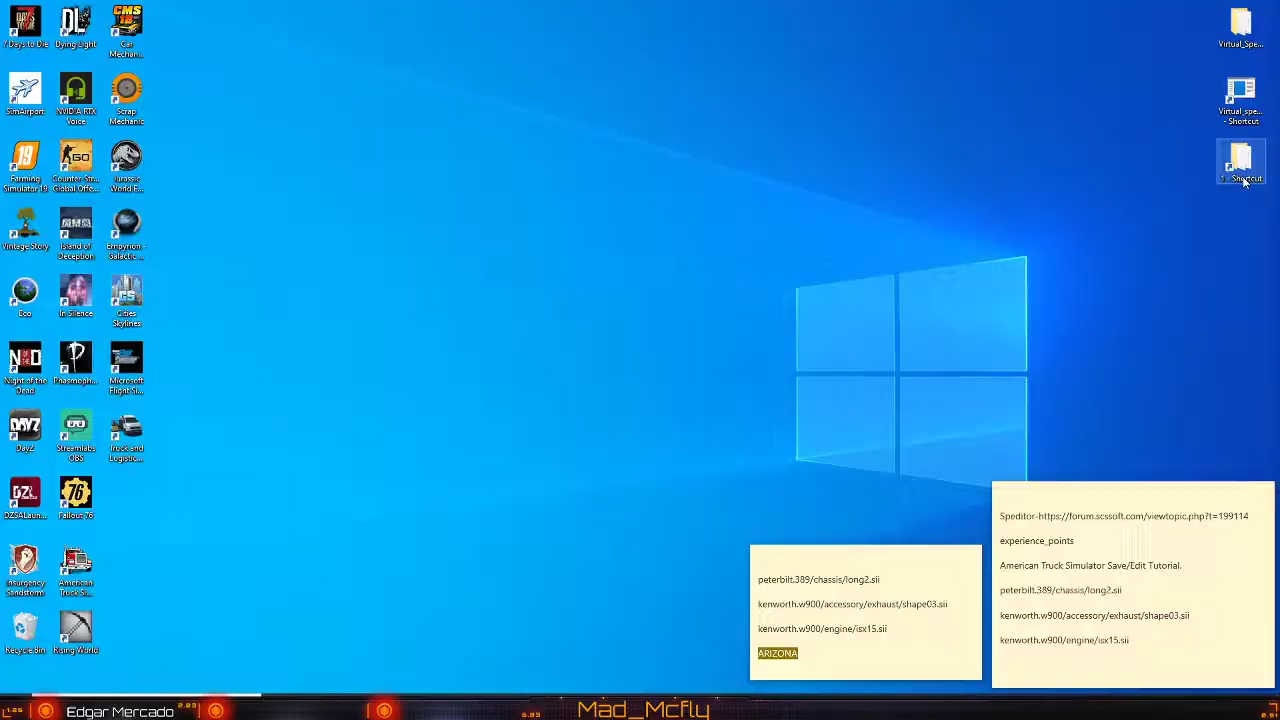 7 Days to Die
Dying Light
Car
Mechan...
SimAirport
NVIDIA RTX
Voice
Scrap
Mechanic
Farming
Simulator 19
Counter-Str...
Global Offe...
Jurassic
World E...
Vintage Story
Island of
Deception
Empyrion -
Galactic ...
Eco
In Silence
Cities
Skylines
Night of the
Dead
Phasmoph...
Microsoft
Flight Si...
DayZ
Streamlabs
OBS
Truck and
Logistic...
DZSALaun...
Fallout 76
Insurgency
Sandstorm
American
Truck Si...
Recycle Bin
Rising World
Virtual_Spe...
Virtual_spe...
- Shortcut
1 - Shortcut
peterbilt.389/chassis/long2.sii
kenworth.w900/accessory/exhaust/shape03.sii
kenworth.w900/engine/isx15.sii
ARIZONA
Speditor-https://forum.scssoft.com/viewtopic.php?t=199114
experience_points
American Truck Simulator Save/Edit Tutorial.
peterbilt.389/chassis/long2.sii
kenworth.w900/accessory/exhaust/shape03.sii
kenworth.w900/engine/isx15.sii
Edgar Mercado
Mad_Mcfly